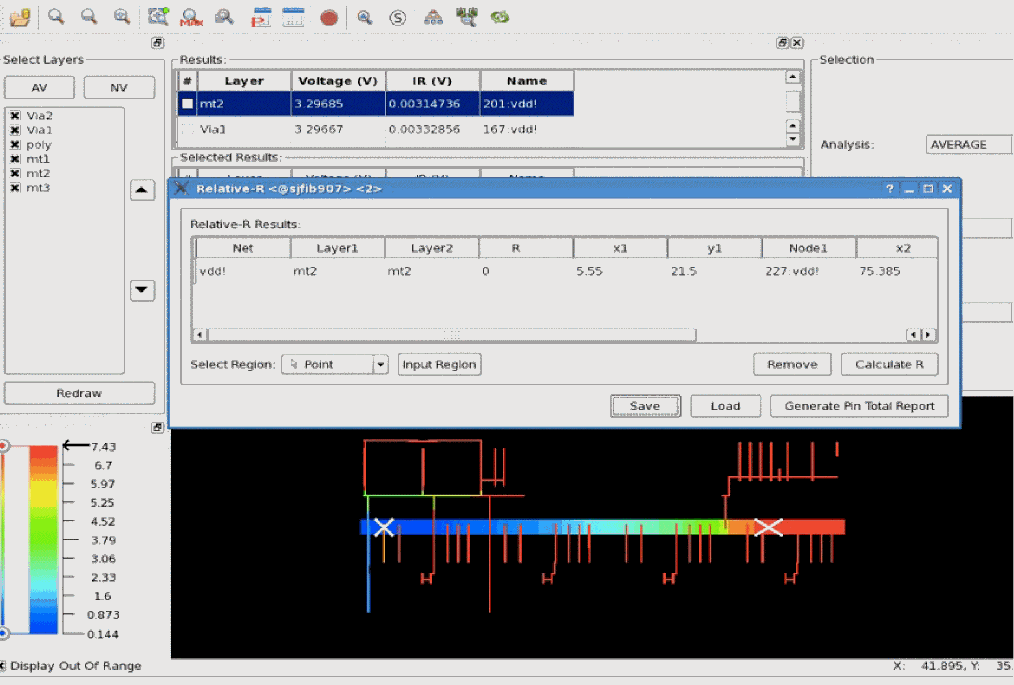 MAX
P
S
Select Layers
AV NV
Via2
Via1
poly
mt1
mt2
mt3
Redraw
Results:
# Layer Voltage (V) IR (V) Name
mt2 3.29685 0.00314736 201:vdd!
Via1 3.29667 0.00332856 167:vdd!
Selected Results:
# Layer Voltage (V) IR (V) Name
Selection
Analysis: AVERAGE
Relative-R <@sjfib907> <2>
Relative-R Results:
Net Layer1 Layer2 R x1 y1 Node1 x2
vdd! mt2 mt2 0 5.55 21.5 227:vdd! 75.385
Select Region: Point Input Region Remove Calculate R
Save Load Generate Pin Total Report
7.43
6.7
5.97
5.25
4.52
3.79
3.06
2.33
1.6
0.873
0.144
Display Out Of Range
X: 41.895, Y: 35